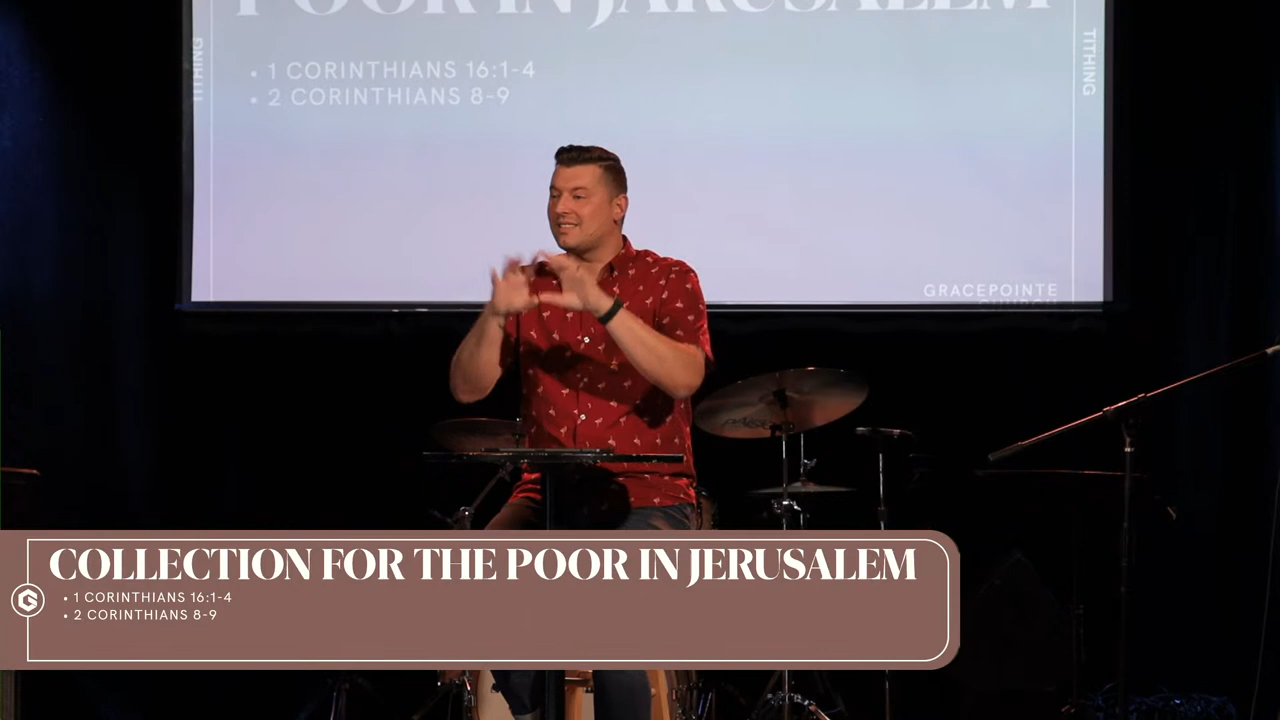 POOR IN JERUSALEM
TITHING
TITHING
• 1 CORINTHIANS 16:1-4
• 2 CORINTHIANS 8-9
GRACEPOINTE
CHURCH
COLLECTION FOR THE POOR IN JERUSALEM
• 1 CORINTHIANS 16:1-4
• 2 CORINTHIANS 8-9